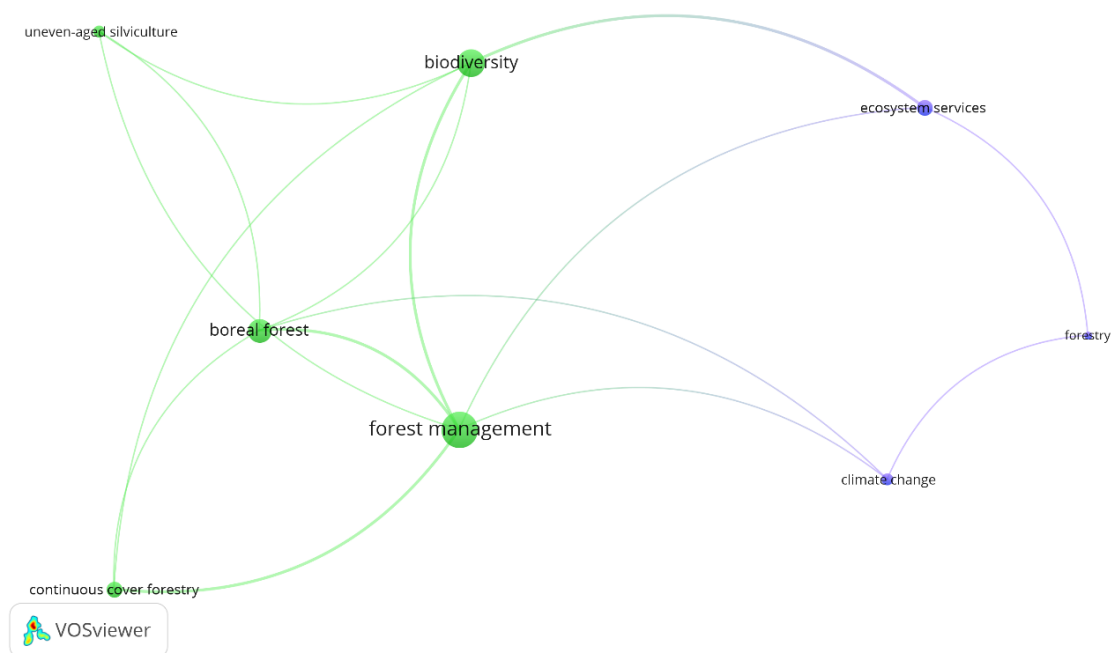 uneven-aged silviculture
biodiversity
ecosystem services
boreal forest
forestry
forest management
climate change
continuous cover forestry
VOSviewer